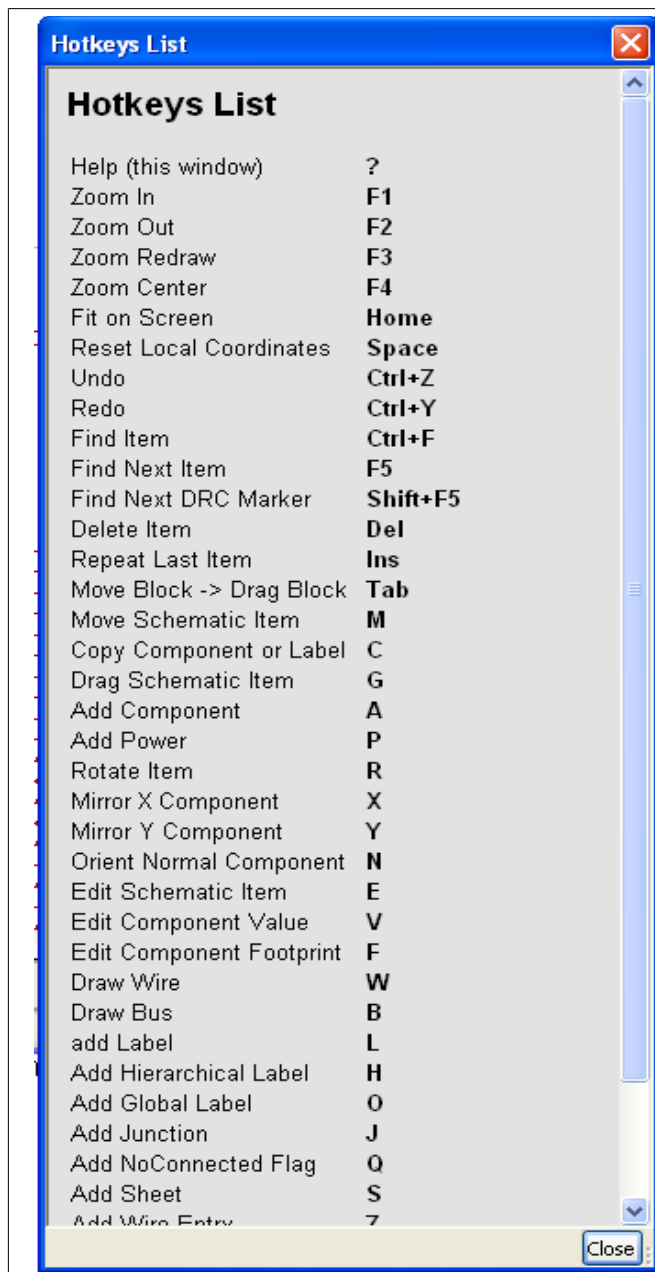 Hotkeys List
Hotkeys List
Help (this window) ?
Zoom In F1
Zoom Out F2
Zoom Redraw F3
Zoom Center F4
Fit on Screen Home
Reset Local Coordinates Space
Undo Ctrl+Z
Redo Ctrl+Y
Find Item Ctrl+F
Find Next Item F5
Find Next DRC Marker Shift+F5
Delete Item Del
Repeat Last Item Ins
Move Block -> Drag Block Tab
Move Schematic Item M
Copy Component or Label C
Drag Schematic Item G
Add Component A
Add Power P
Rotate Item R
Mirror X Component X
Mirror Y Component Y
Orient Normal Component N
Edit Schematic Item E
Edit Component Value V
Edit Component Footprint F
Draw Wire W
Draw Bus B
add Label L
Add Hierarchical Label H
Add Global Label O
Add Junction J
Add NoConnected Flag Q
Add Sheet S
Add Wire Entry Z
Close